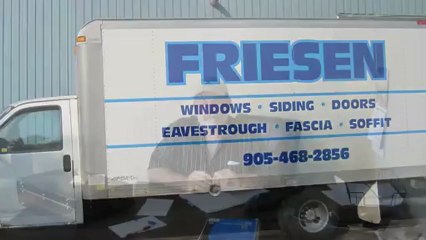 FRIESEN
WINDOWS • SIDING • DOORS
EAVESTROUGH • FASCIA • SOFFIT
905-468-2856